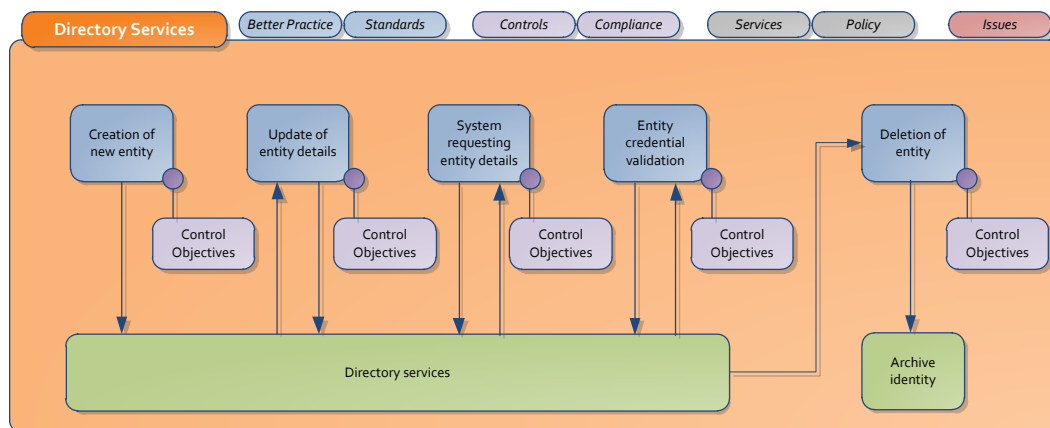 Directory Services
Better Practice
Standards
Controls
Compliance
Services
Policy
Issues
Creation of
new entity
Update of
entity details
System
requesting
entity details
Entity
credential
validation
Deletion of
entity
Control
Objectives
Control
Objectives
Control
Objectives
Control
Objectives
Control
Objectives
Directory services
Archive
identity